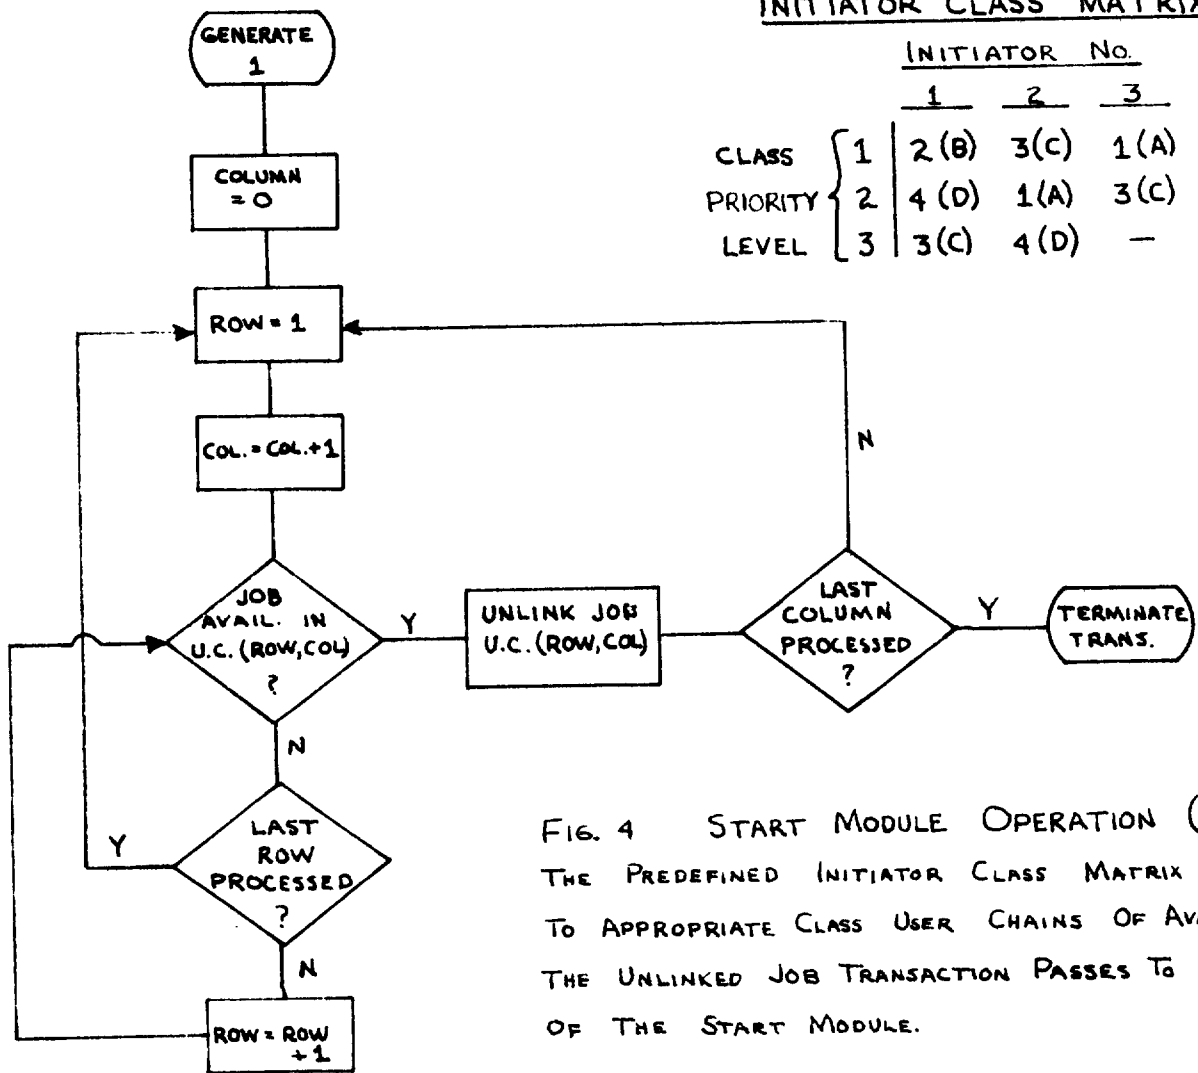 GENERATE
1
COLUMN
= 0
ROW = 1
COL. = COL. + 1
JOB
AVAIL. IN
U.C. (ROW, COL)
?
Y
UNLINK JOB
U.C. (ROW, COL)
LAST
COLUMN
PROCESSED
?
N
Y
TERMINATE
TRANS.
N
LAST
ROW
PROCESSED
?
Y
N
ROW = ROW
+ 1
INITIATOR CLASS MATRIX
INITIATOR NO.
1 2 3
CLASS 1 2(B) 3(C) 1(A)
PRIORITY 2 4(D) 1(A) 3(C)
LEVEL 3 3(C) 4(D) —
FIG. 4 START MODULE OPERATION (
THE PREDEFINED INITIATOR CLASS MATRIX
TO APPROPRIATE CLASS USER CHAINS OF
THE UNLINKED JOB TRANSACTION PASSES TO
OF THE START MODULE.